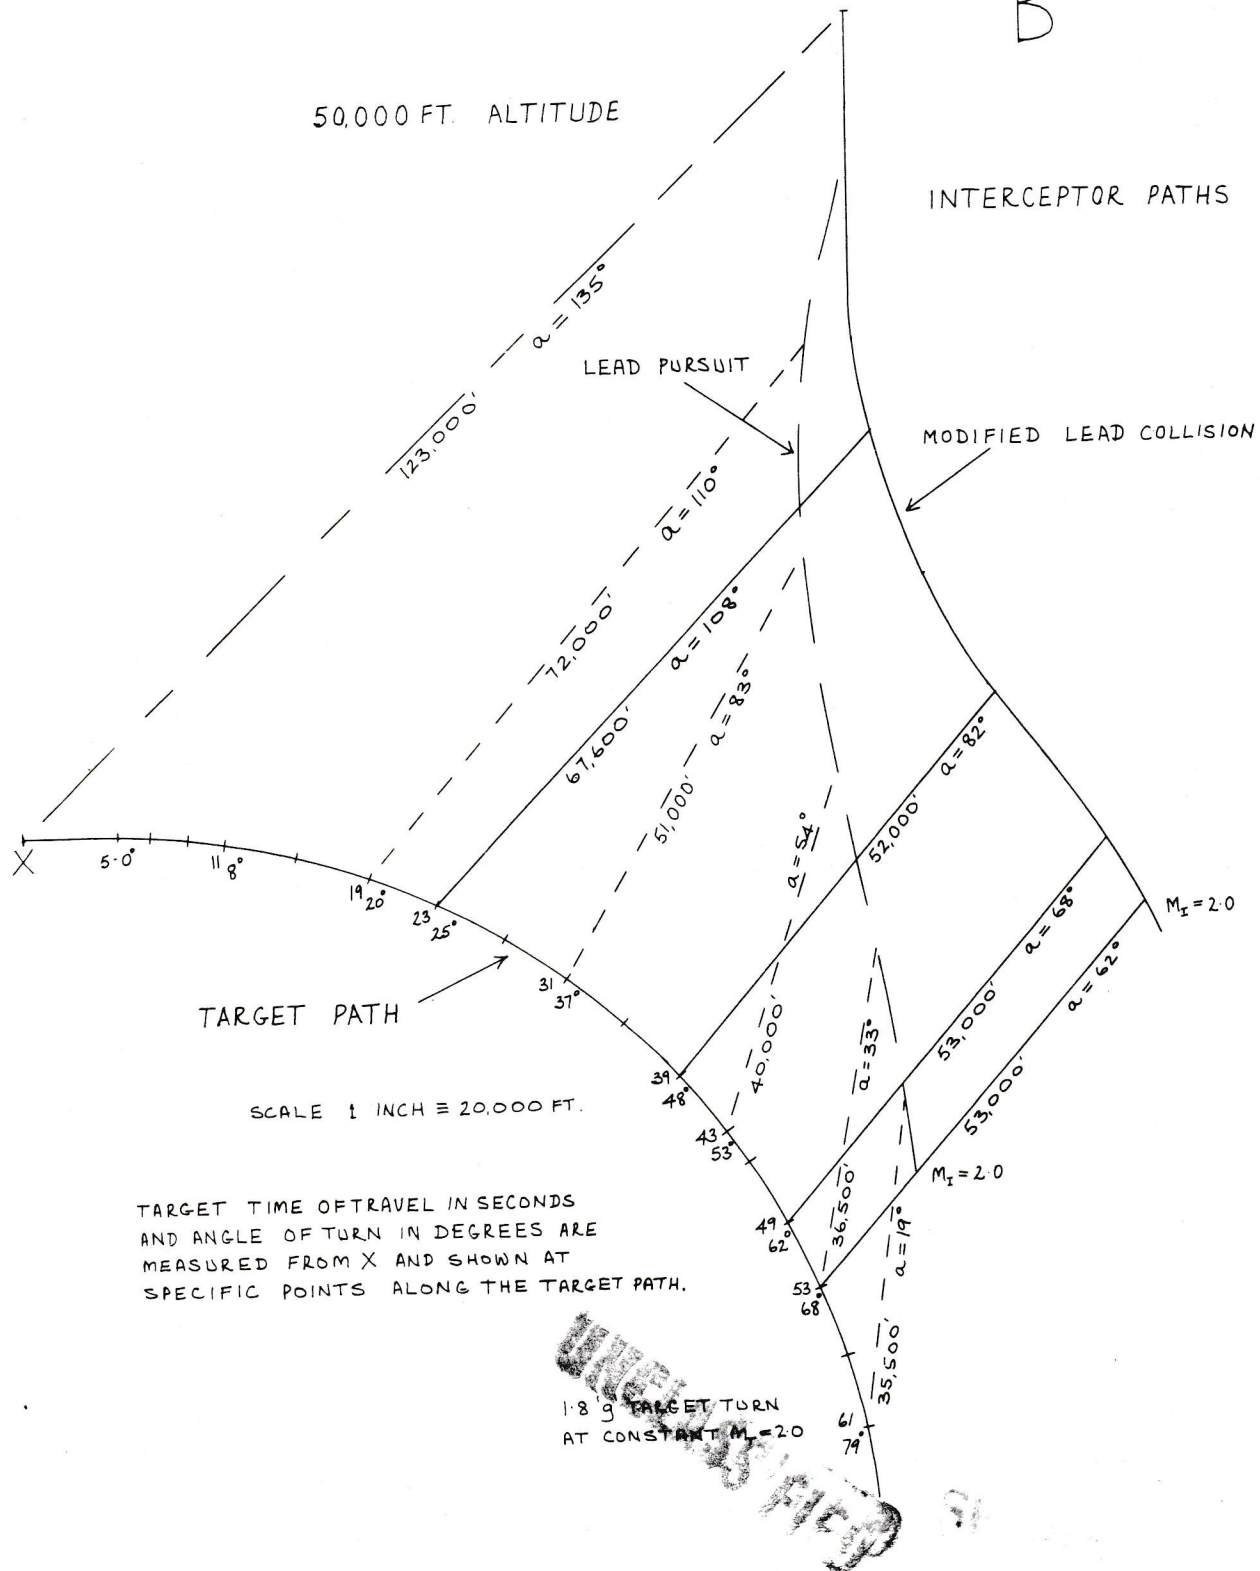 D
50,000 FT. ALTITUDE
INTERCEPTOR PATHS
a = 135°
LEAD PURSUIT
123,000'
MODIFIED LEAD COLLISION
a = 110°
72,000'
a = 108°
a = 83°
67,600'
a = 82°
51,000'
a = 54°
52,000'
X
5·0°
11 8°
19 20°
23 25°
a = 68°
M_I = 2·0
a = 62°
31 37°
TARGET PATH
40,000'
a = 33°
53,000'
39 48°
53,000'
SCALE 1 INCH ≡ 20,000 FT.
43 53°
M_I = 2·0
TARGET TIME OF TRAVEL IN SECONDS
AND ANGLE OF TURN IN DEGREES ARE
MEASURED FROM X AND SHOWN AT
SPECIFIC POINTS ALONG THE TARGET PATH.
49 62°
36,500'
a = 19°
53 68°
35,500'
UNCLASSIFIED
1·8 'g' TARGET TURN
AT CONSTANT M_T = 2·0
61 79°